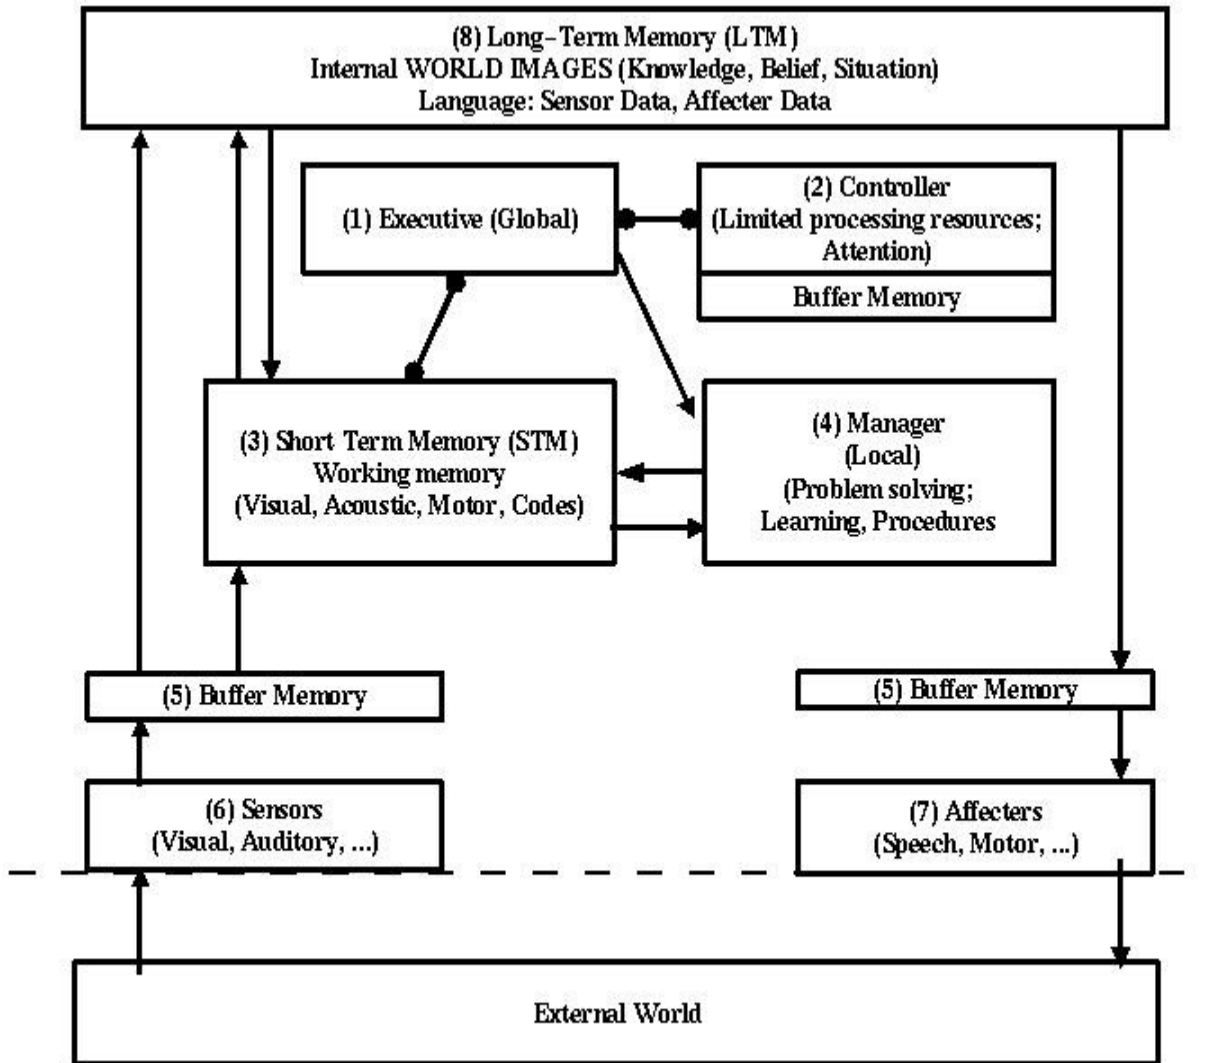 (8) Long-Term Memory (LTM)
Internal WORLD IMAGES (Knowledge, Belief, Situation)
Language: Sensor Data, Affecter Data
(1) Executive (Global)
(2) Controller
(Limited processing resources;
Attention)
Buffer Memory
(3) Short Term Memory (STM)
Working memory
(Visual, Acoustic, Motor, Codes)
(4) Manager
(Local)
(Problem solving;
Learning, Procedures
(5) Buffer Memory
(5) Buffer Memory
(6) Sensors
(Visual, Auditory, ...)
(7) Affecters
(Speech, Motor, ...)
External World